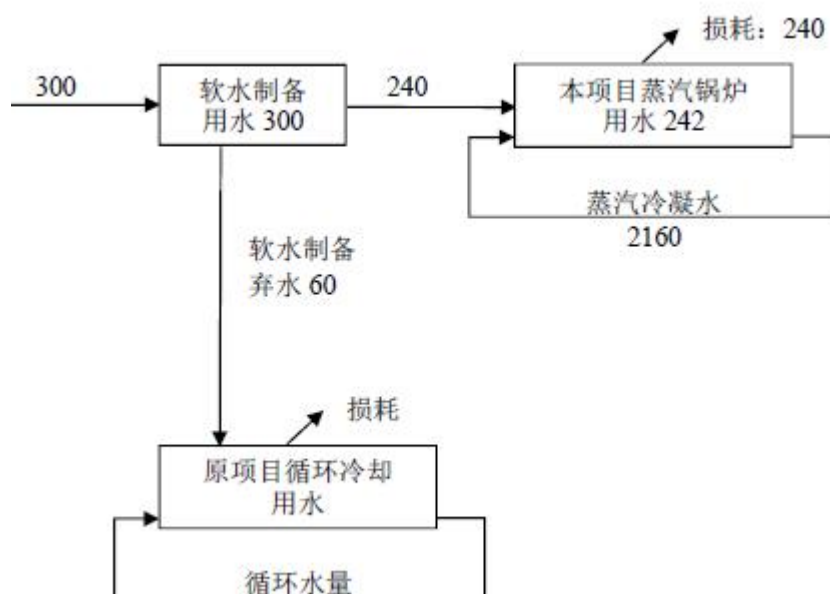 损耗：240
300
软水制备
用水 300
240
本项目蒸汽锅炉
用水 242
蒸汽冷凝水
2160
软水制备
弃水 60
损耗
原项目循环冷却
用水
循环水量